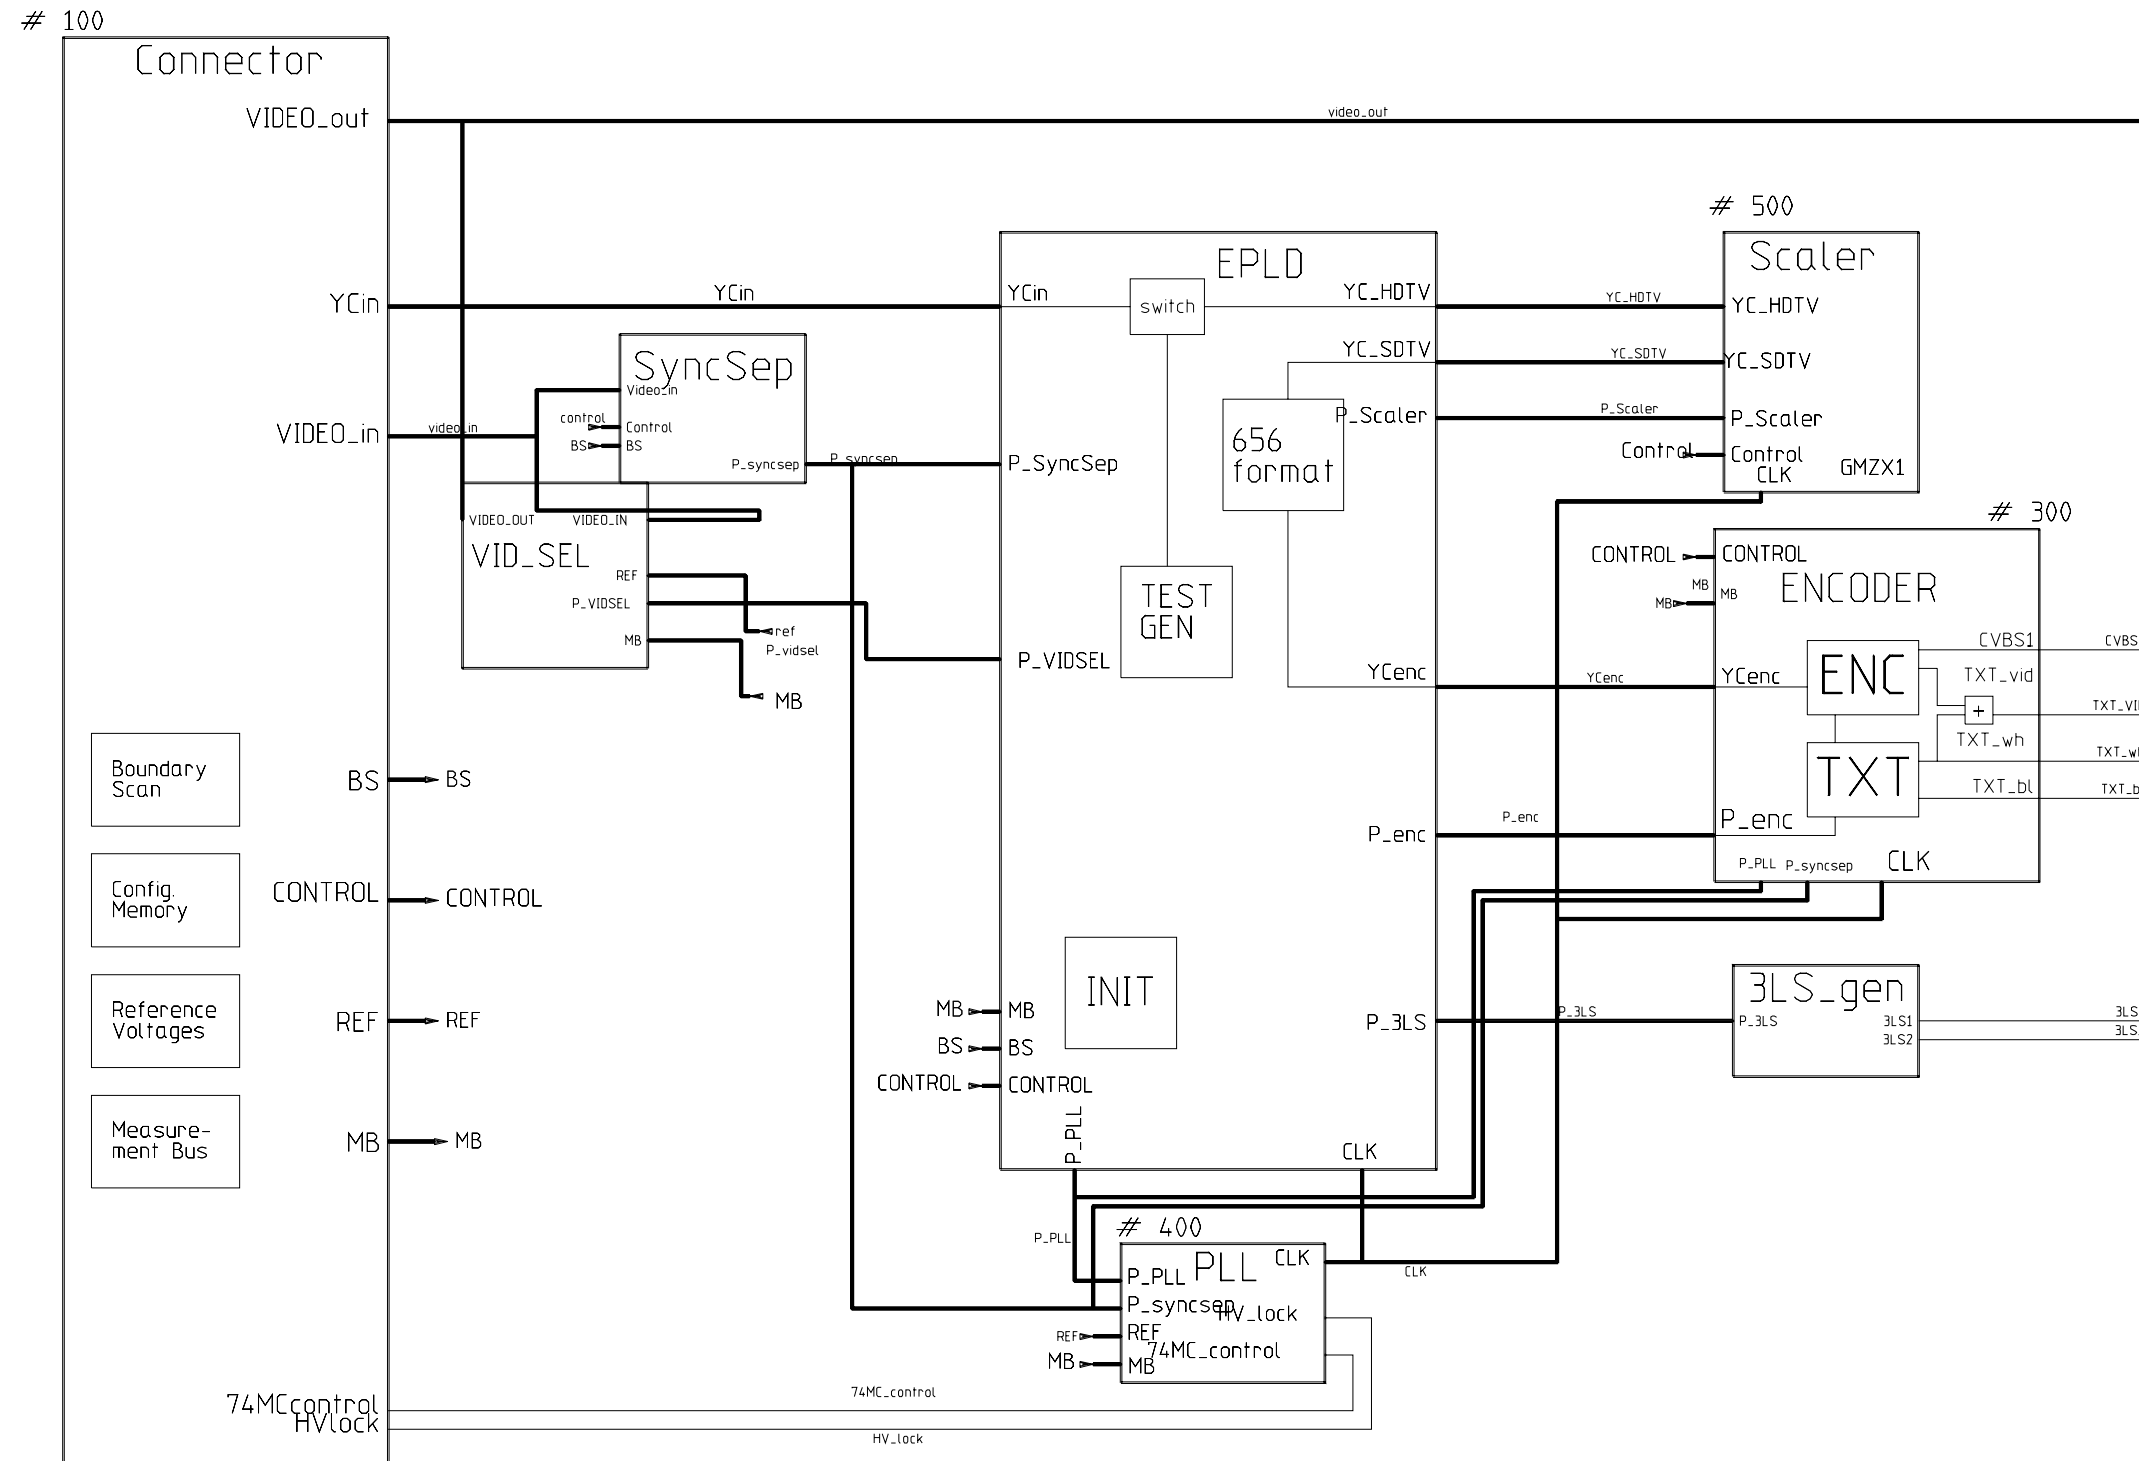 # 100
Connector
VIDEO_out
video_out
# 500
EPLD
Scaler
YCin
YCin
YCin
switch
YC_HDTV
YC_HDTV
YC_HDTV
SyncSep
YC_SDTV
YC_SDTV
YC_SDTV
Video_in
control
Control
BS
BS
P_syncsep
P_syncsep
P_SyncSep
VIDEO_in
video_in
656
format
P_Scaler
P_Scaler
P_Scaler
Control
Control
CLK
GMZX1
# 300
VIDEO_OUT
VIDEO_IN
VID_SEL
REF
P_VIDSEL
MB
ref
P_vidsel
MB
P_VIDSEL
TEST
GEN
CONTROL
CONTROL
ENCODER
MB
MB
MB
CVBS1
CVBS
ENC
TXT_vid
YCenc
YCenc
YCenc
+
TXT_wh
TXT
TXT_bl
P_enc
P_enc
P_enc
P_PLL
P_syncsep
CLK
Boundary
Scan
BS
BS
Config.
Memory
CONTROL
CONTROL
Reference
Voltages
REF
REF
Measure-
ment Bus
MB
MB
INIT
MB
MB
BS
BS
CONTROL
CONTROL
P_PLL
CLK
P_3LS
P_3LS
3LS_gen
P_3LS
3LS1
3LS2
3LS
3LS
# 400
P_PLL
PLL
CLK
CLK
P_PLL
P_syncsep
HV_lock
REF
REF
74MC_control
MB
MB
74MCcontrol
74MC_control
HVlock
HV_lock